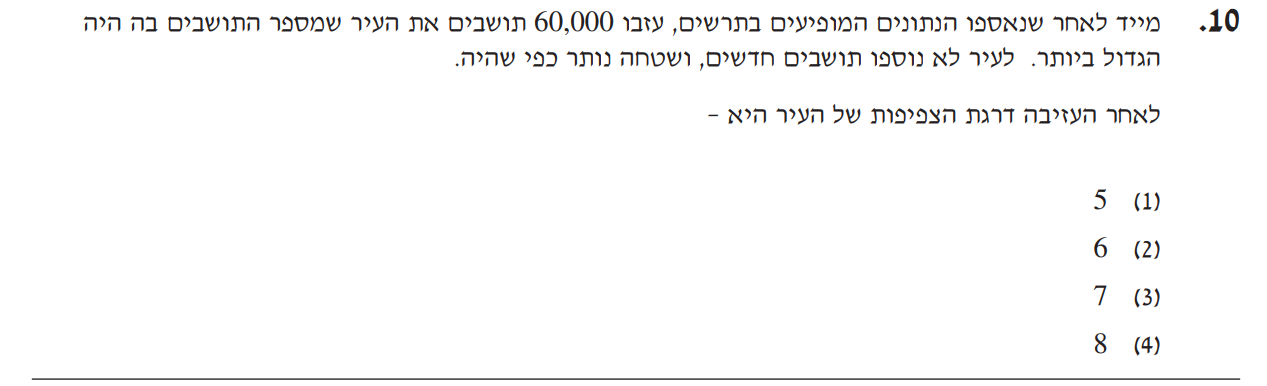 10. מייד לאחר שנאספו הנתונים המופיעים בתרשים, עזבו 60,000 תושבים את העיר שמספר התושבים בה היה
הגדול ביותר. לעיר לא נוספו תושבים חדשים, ושטחה נותר כפי שהיה.
לאחר העזיבה דרגת הצפיפות של העיר היא –
(1) 5
(2) 6
(3) 7
(4) 8